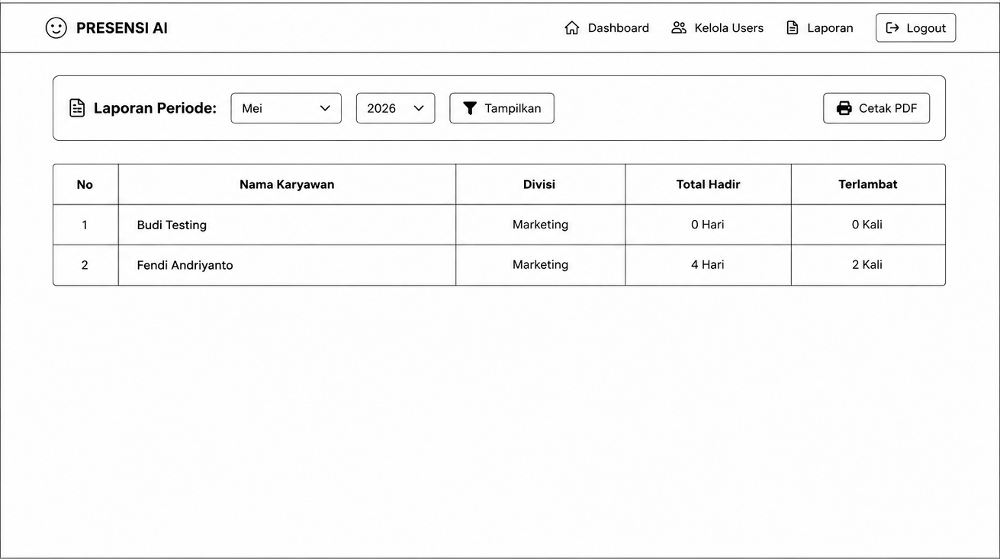 PRESENSI AI Dashboard Kelola Users Laporan Logout
Laporan Periode: Mei 2026 Tampilkan Cetak PDF
No Nama Karyawan Divisi Total Hadir Terlambat
1 Budi Testing Marketing 0 Hari 0 Kali
2 Fendi Andriyanto Marketing 4 Hari 2 Kali